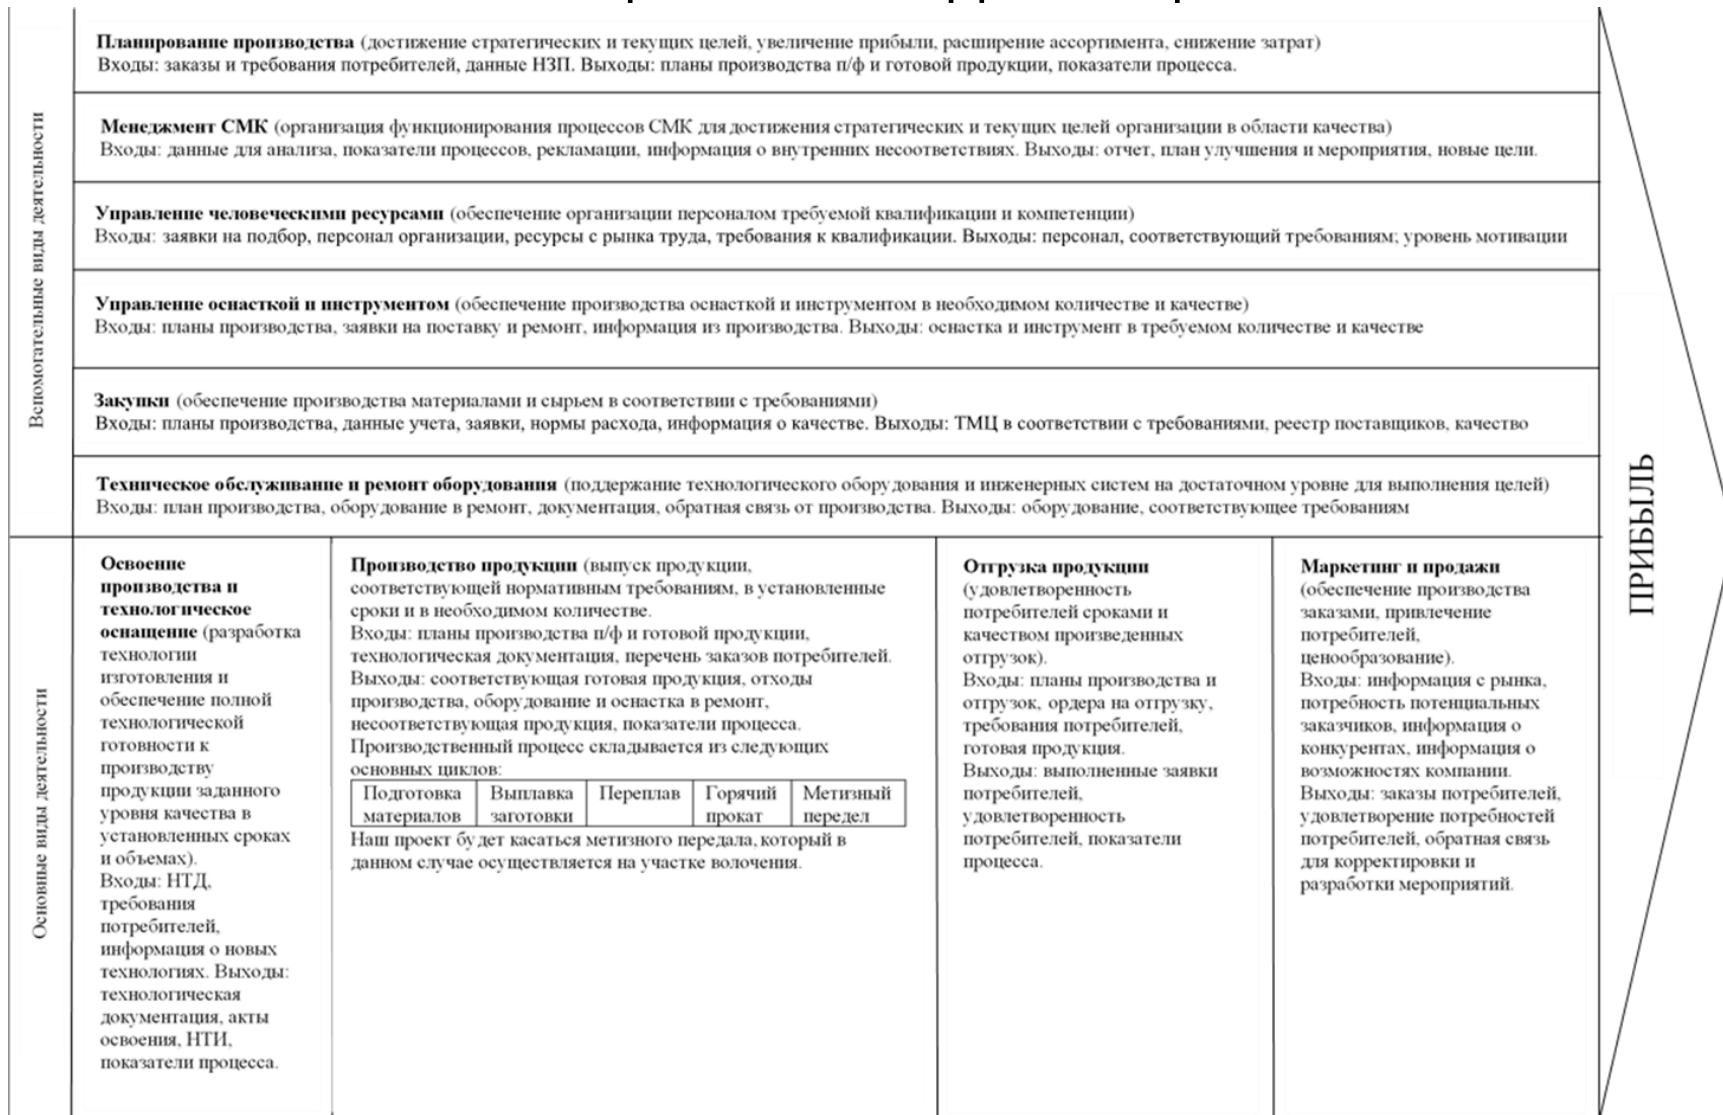 Вспомогательные виды деятельности
Планирование производства (достижение стратегических и текущих целей, увеличение прибыли, расширение ассортимента, снижение затрат)
Входы: заказы и требования потребителей, данные НЗП. Выходы: планы производства п/ф и готовой продукции, показатели процесса.
Менеджмент СМК (организация функционирования процессов СМК для достижения стратегических и текущих целей организации в области качества)
Входы: данные для анализа, показатели процессов, рекламации, информация о внутренних несоответствиях. Выходы: отчет, план улучшения и мероприятия, новые цели.
Управление человеческими ресурсами (обеспечение организации персоналом требуемой квалификации и компетенции)
Входы: заявки на подбор, персонал организации, ресурсы с рынка труда, требования к квалификации. Выходы: персонал, соответствующий требованиям; уровень мотивации
Управление оснасткой и инструментом (обеспечение производства оснасткой и инструментом в необходимом количестве и качестве)
Входы: планы производства, заявки на поставку и ремонт, информация из производства. Выходы: оснастка и инструмент в требуемом количестве и качестве
Закупки (обеспечение производства материалами и сырьем в соответствии с требованиями)
Входы: планы производства, данные учета, заявки, нормы расхода, информация о качестве. Выходы: ТМЦ в соответствии с требованиями, реестр поставщиков, качество
Техническое обслуживание и ремонт оборудования (поддержание технологического оборудования и инженерных систем на достаточном уровне для выполнения целей)
Входы: план производства, оборудование в ремонт, документация, обратная связь от производства. Выходы: оборудование, соответствующее требованиям
Основные виды деятельности
Освоение
производства и
технологическое
оснащение (разработка
технологии
изготовления и
обеспечение полной
технологической
готовности к
производству
продукции заданного
уровня качества в
установленных сроках
и объемах).
Входы: НТД,
требования
потребителей,
информация о новых
технологиях. Выходы:
технологическая
документация, акты
освоения, НТИ,
показатели процесса.
Производство продукции (выпуск продукции,
соответствующей нормативным требованиям, в установленные
сроки и в необходимом количестве.
Входы: планы производства п/ф и готовой продукции,
технологическая документация, перечень заказов потребителей.
Выходы: соответствующая готовая продукция, отходы
производства, оборудование и оснастка в ремонт,
несоответствующая продукция, показатели процесса.
Производственный процесс складывается из следующих
основных циклов:
Подготовка
материалов
Выплавка
заготовки
Переплав
Горячий
прокат
Метизный
передел
Наш проект будет касаться метизного передала, который в
данном случае осуществляется на участке волочения.
Отгрузка продукции
(удовлетворенность
потребителей сроками и
качеством произведенных
отгрузок).
Входы: планы производства и
отгрузок, ордера на отгрузку,
требования потребителей,
готовая продукция.
Выходы: выполненные заявки
потребителей,
удовлетворенность
потребителей, показатели
процесса.
Маркетинг и продажи
(обеспечение производства
заказами, привлечение
потребителей,
ценообразование).
Входы: информация с рынка,
потребность потенциальных
заказчиков, информация о
конкурентах, информация о
возможностях компании.
Выходы: заказы потребителей,
удовлетворение потребностей
потребителей, обратная связь
для корректировки и
разработки мероприятий.
ПРИБЫЛЬ